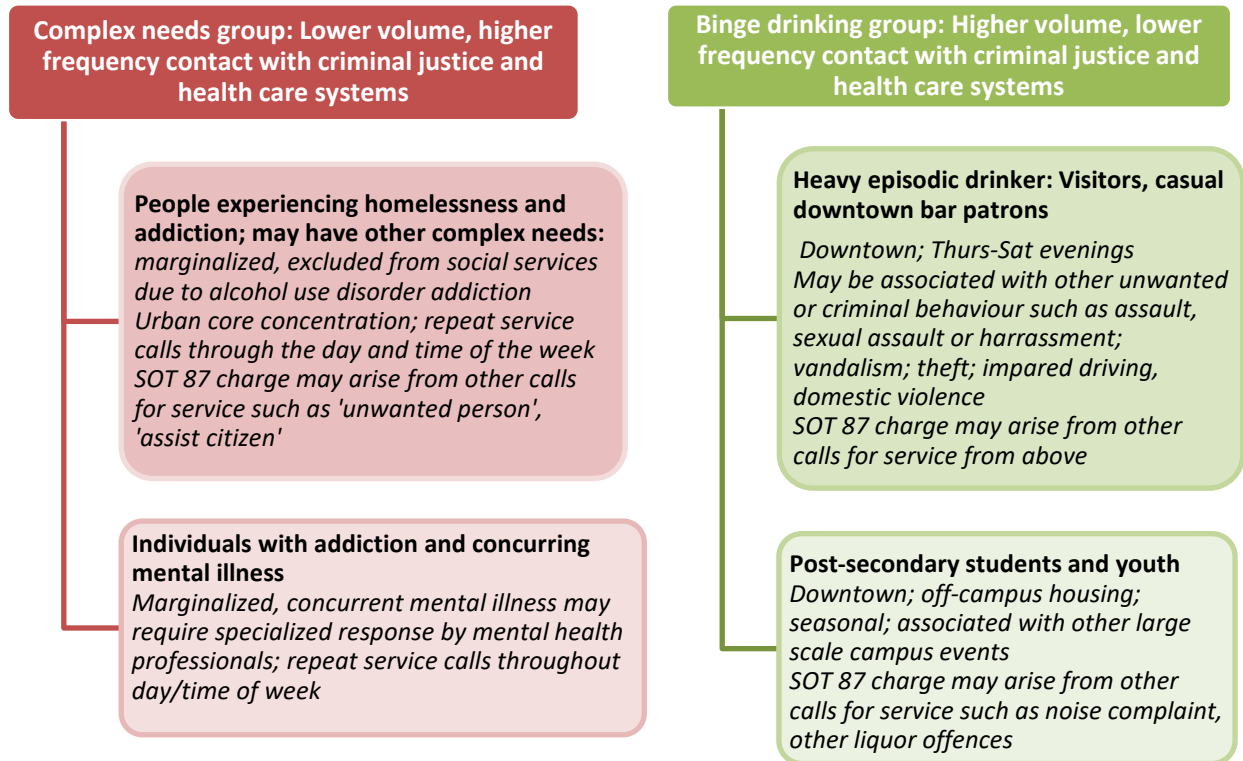 Complex needs group: Lower volume, higher
frequency contact with criminal justice and
health care systems
People experiencing homelessness and
addiction; may have other complex needs:
marginalized, excluded from social services
due to alcohol use disorder addiction
Urban core concentration; repeat service
calls through the day and time of the week
SOT 87 charge may arise from other calls
for service such as 'unwanted person',
'assist citizen'
Individuals with addiction and concurring
mental illness
Marginalized, concurrent mental illness may
require specialized response by mental health
professionals; repeat service calls throughout
day/time of week
Binge drinking group: Higher volume, lower
frequency contact with criminal justice and
health care systems
Heavy episodic drinker: Visitors, casual
downtown bar patrons
Downtown; Thurs-Sat evenings
May be associated with other unwanted
or criminal behaviour such as assault,
sexual assault or harrassment;
vandalism; theft; impared driving,
domestic violence
SOT 87 charge may arise from other
calls for service from above
Post-secondary students and youth
Downtown; off-campus housing;
seasonal; associated with other large
scale campus events
SOT 87 charge may arise from other
calls for service such as noise complaint,
other liquor offences